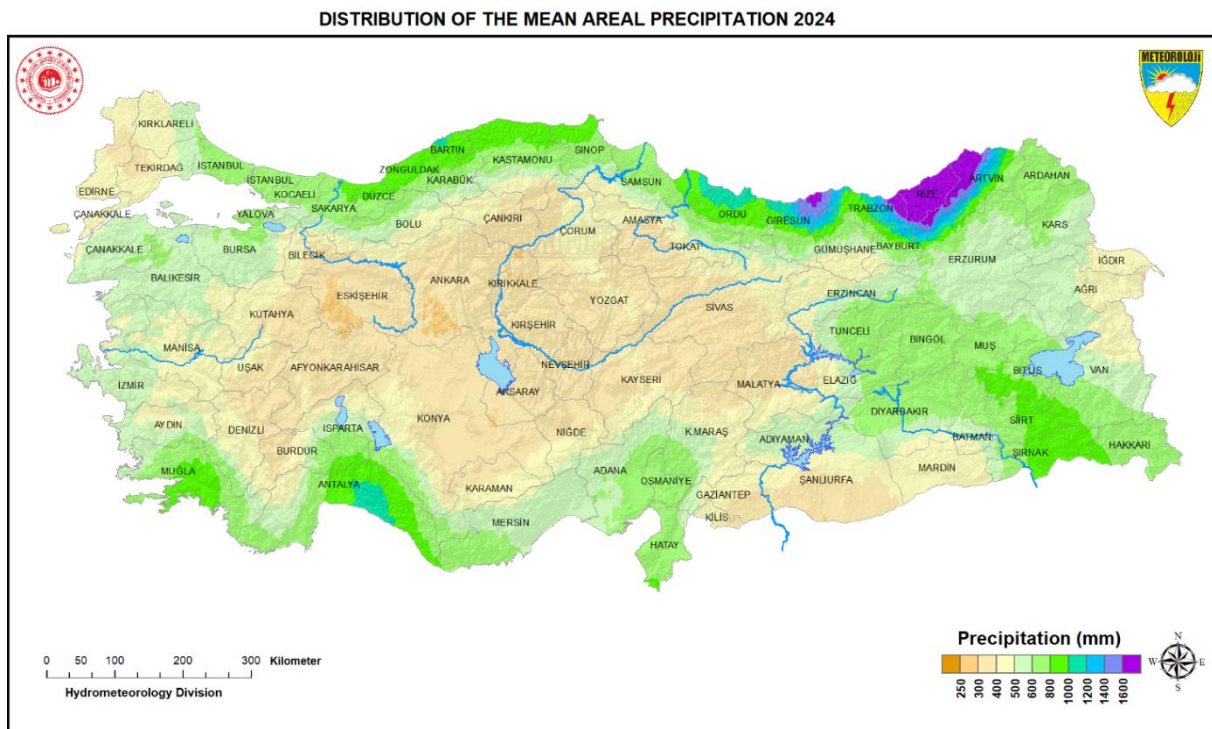 DISTRIBUTION OF THE MEAN AREAL PRECIPITATION 2024
METEOROLOJİ
KIRKLARELİ
TEKİRDAĞ
EDİRNE
İSTANBUL
İSTANBUL
KOCAELİ
ÇANAKKALE
YALOVA
SAKARYA
DÜZCE
ZONGULDAK
BARTIN
KARABÜK
KASTAMONU
SİNOP
SAMSUN
ORDU
GİRESUN
TRABZON
RİZE
ARTVİN
ARDAHAN
KARS
ÇANAKKALE
BURSA
BİLECİK
BOLU
ÇANKIRI
ÇORUM
AMASYA
TOKAT
GÜMÜŞHANE
BAYBURT
ERZURUM
IĞDIR
AĞRI
BALIKESİR
KÜTAHYA
ESKİŞEHİR
ANKARA
KIRIKKALE
YOZGAT
SİVAS
ERZİNCAN
TUNCELİ
BİNGÖL
MUŞ
BİTLİS
VAN
MANİSA
UŞAK
AFYONKARAHİSAR
KIRŞEHİR
NEVŞEHİR
AKSARAY
KAYSERİ
MALATYA
ELAZIĞ
DİYARBAKIR
BATMAN
SİİRT
ŞIRNAK
HAKKARİ
İZMİR
AYDIN
DENİZLİ
BURDUR
ISPARTA
KONYA
NİĞDE
K.MARAŞ
ADIYAMAN
ŞANLIURFA
MARDİN
MUĞLA
ANTALYA
KARAMAN
MERSİN
ADANA
OSMANİYE
GAZİANTEP
KİLİS
HATAY
0 50 100 200 300 Kilometer
Hydrometeorology Division
Precipitation (mm)
250 300 400 500 600 800 1000 1200 1400 1600
N
W E
S